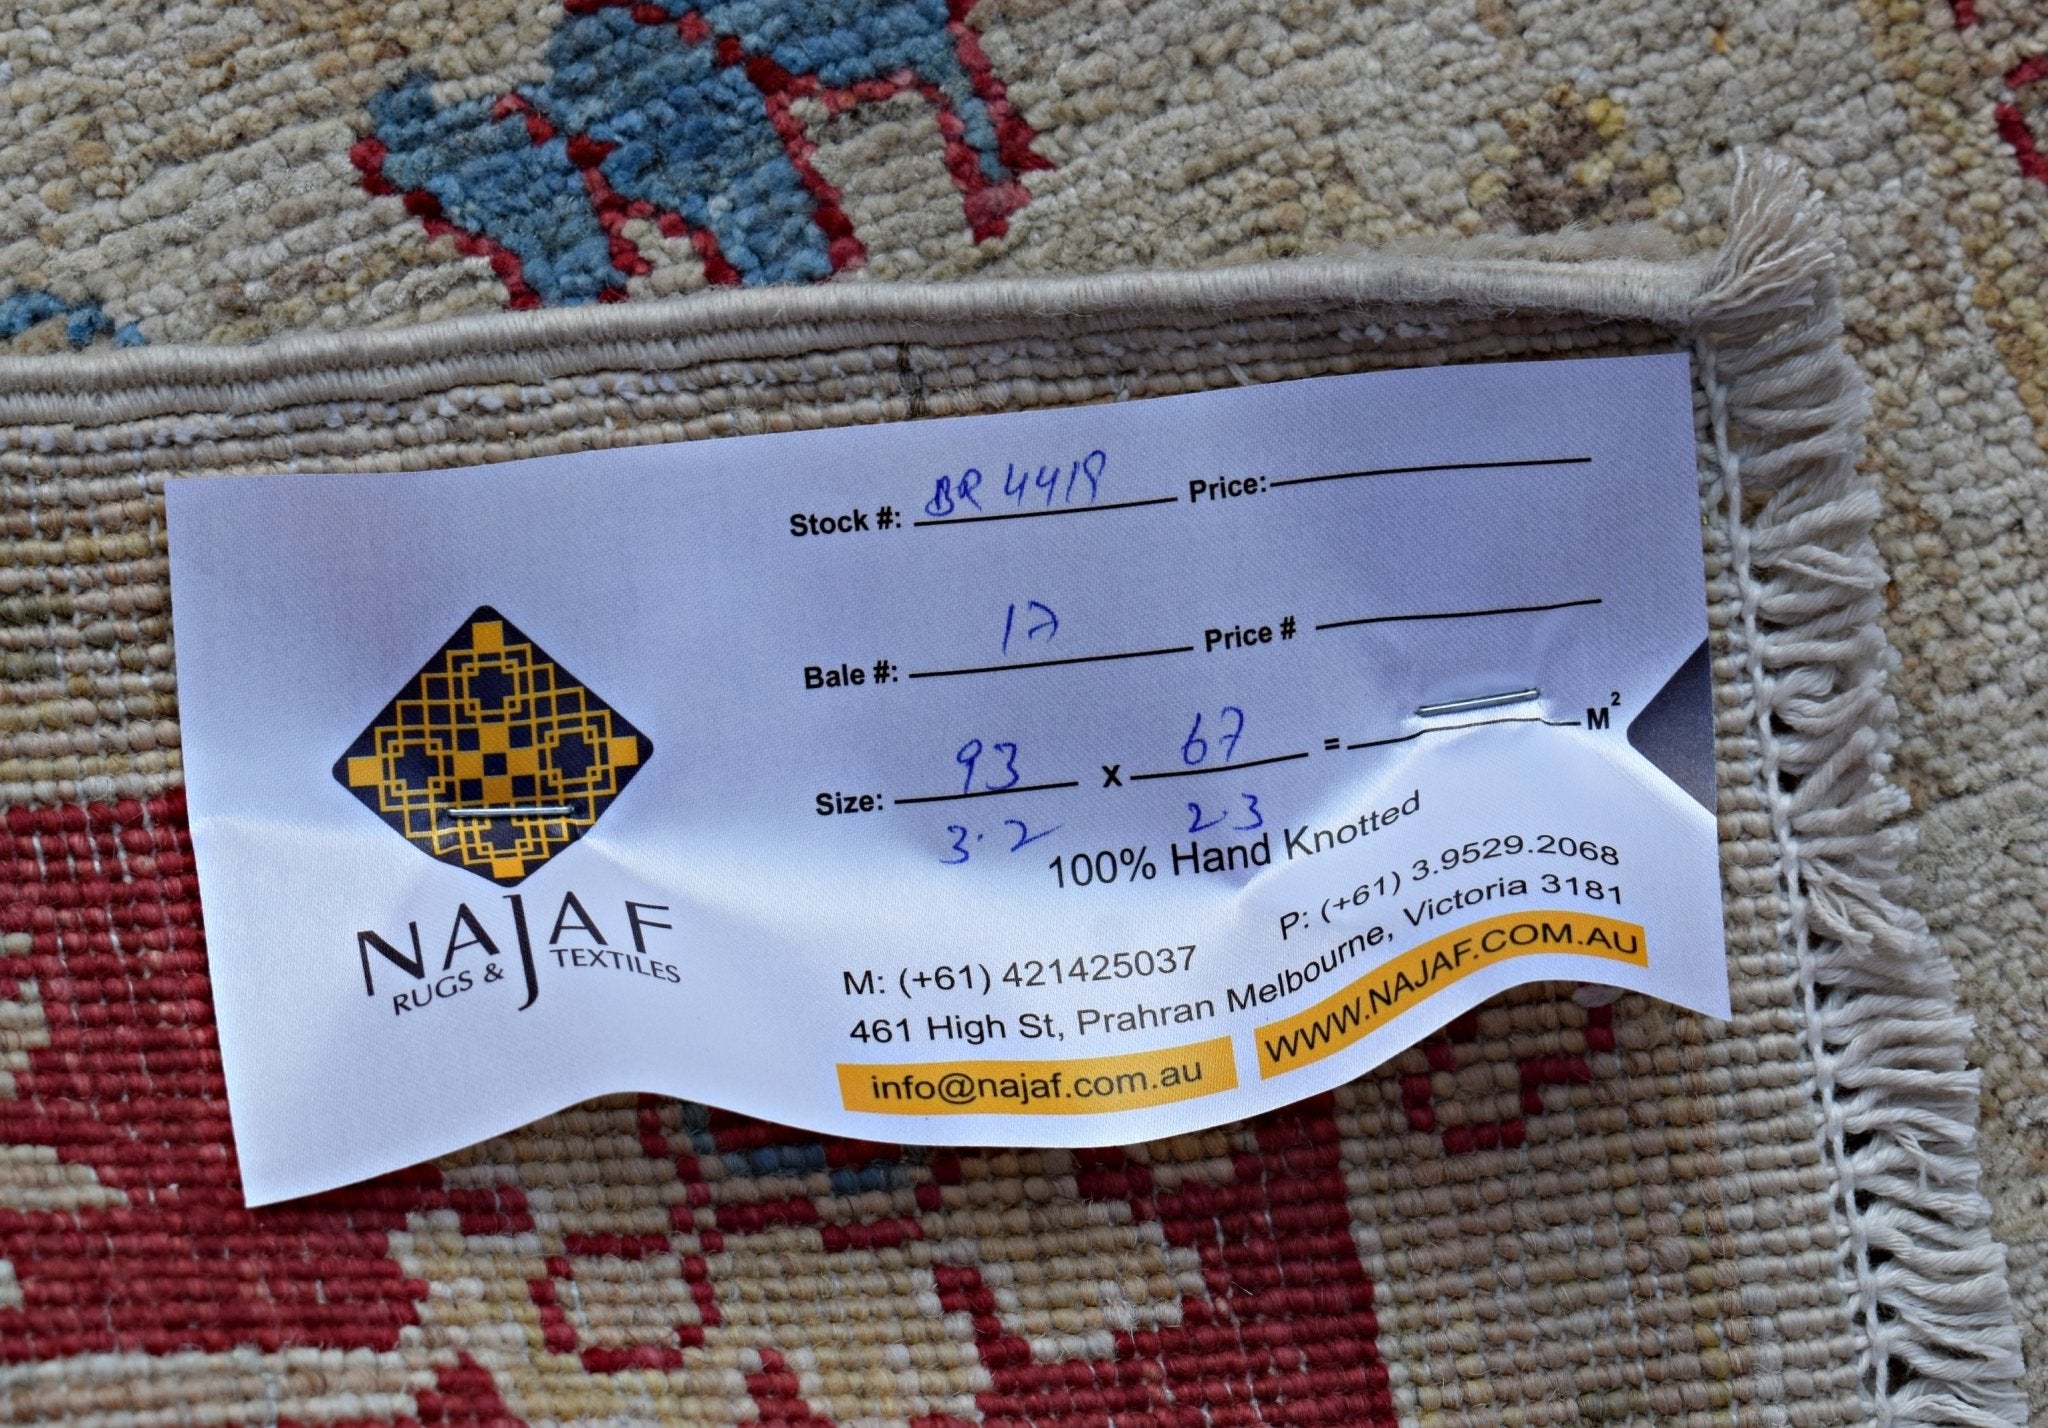 Stock #: BR 4419 Price:
Bale #: 17 Price #
Size: 93 x 67 = M²
3.2 2.3
100% Hand Knotted
NAJAF
RUGS & TEXTILES
M: (+61) 421425037 P: (+61) 3.9529.2068
461 High St, Prahran Melbourne, Victoria 3181
info@najaf.com.au WWW.NAJAF.COM.AU